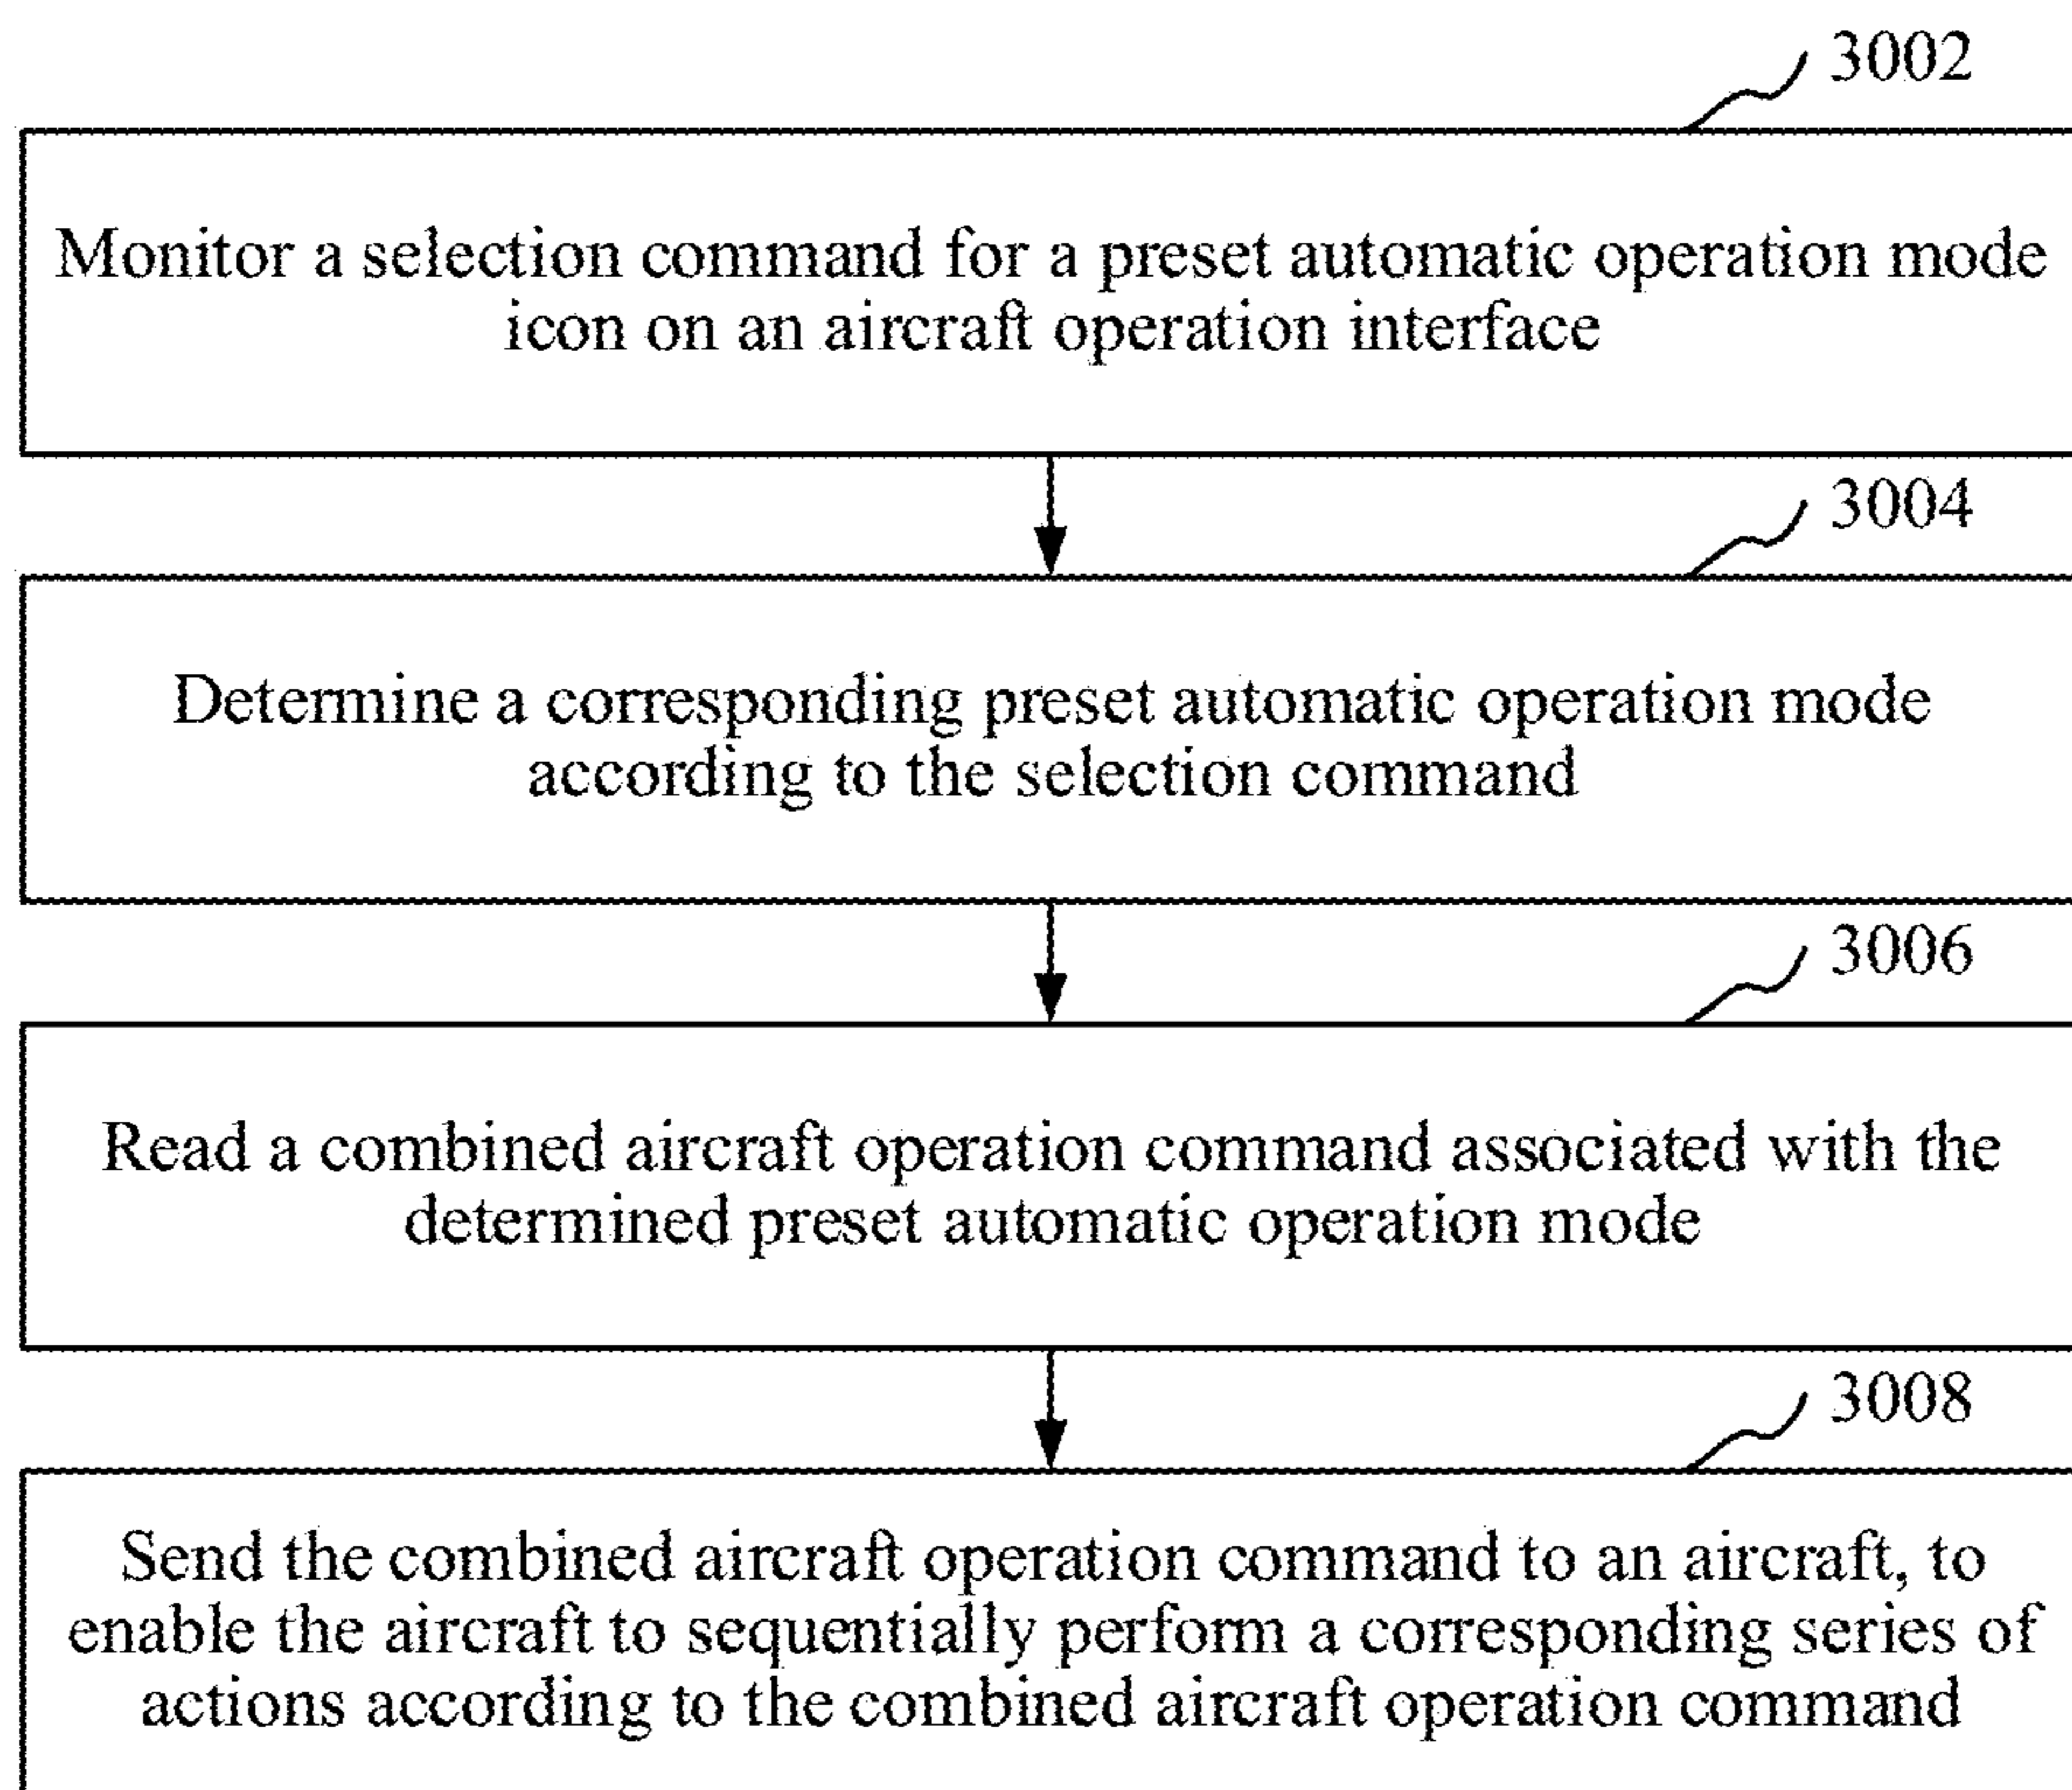 3002
Monitor a selection command for a preset automatic operation mode
icon on an aircraft operation interface
3004
Determine a corresponding preset automatic operation mode
according to the selection command
3006
Read a combined aircraft operation command associated with the
determined preset automatic operation mode
3008
Send the combined aircraft operation command to an aircraft, to
enable the aircraft to sequentially perform a corresponding series of
actions according to the combined aircraft operation command